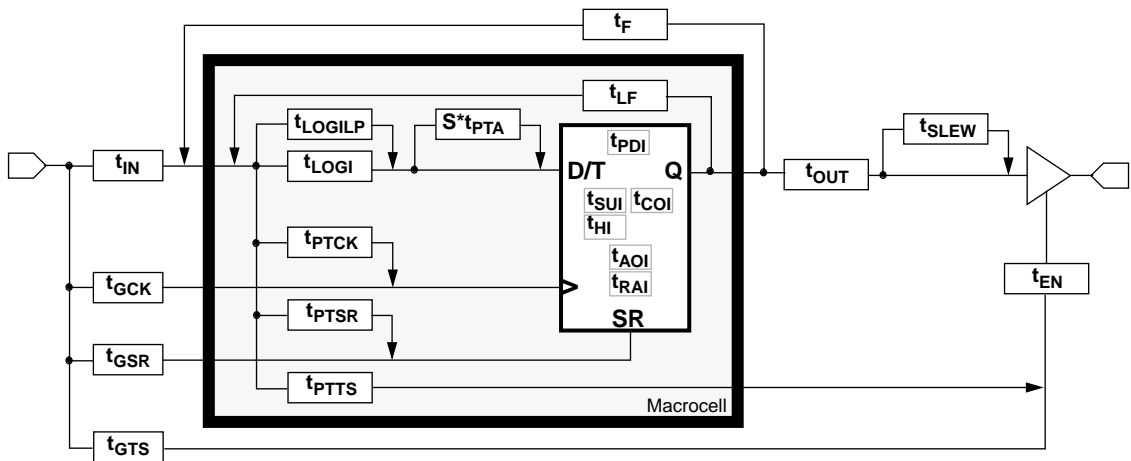 tF
tLF
tLOGILP
S*tPTA
tSLEW
tPDI
tIN
tLOGI
D/T
Q
tOUT
tSUI
tCOI
tHI
tPTCK
tAOI
tEN
tGCK
tRAI
tPTSR
SR
tGSR
tPTTS
Macrocell
tGTS